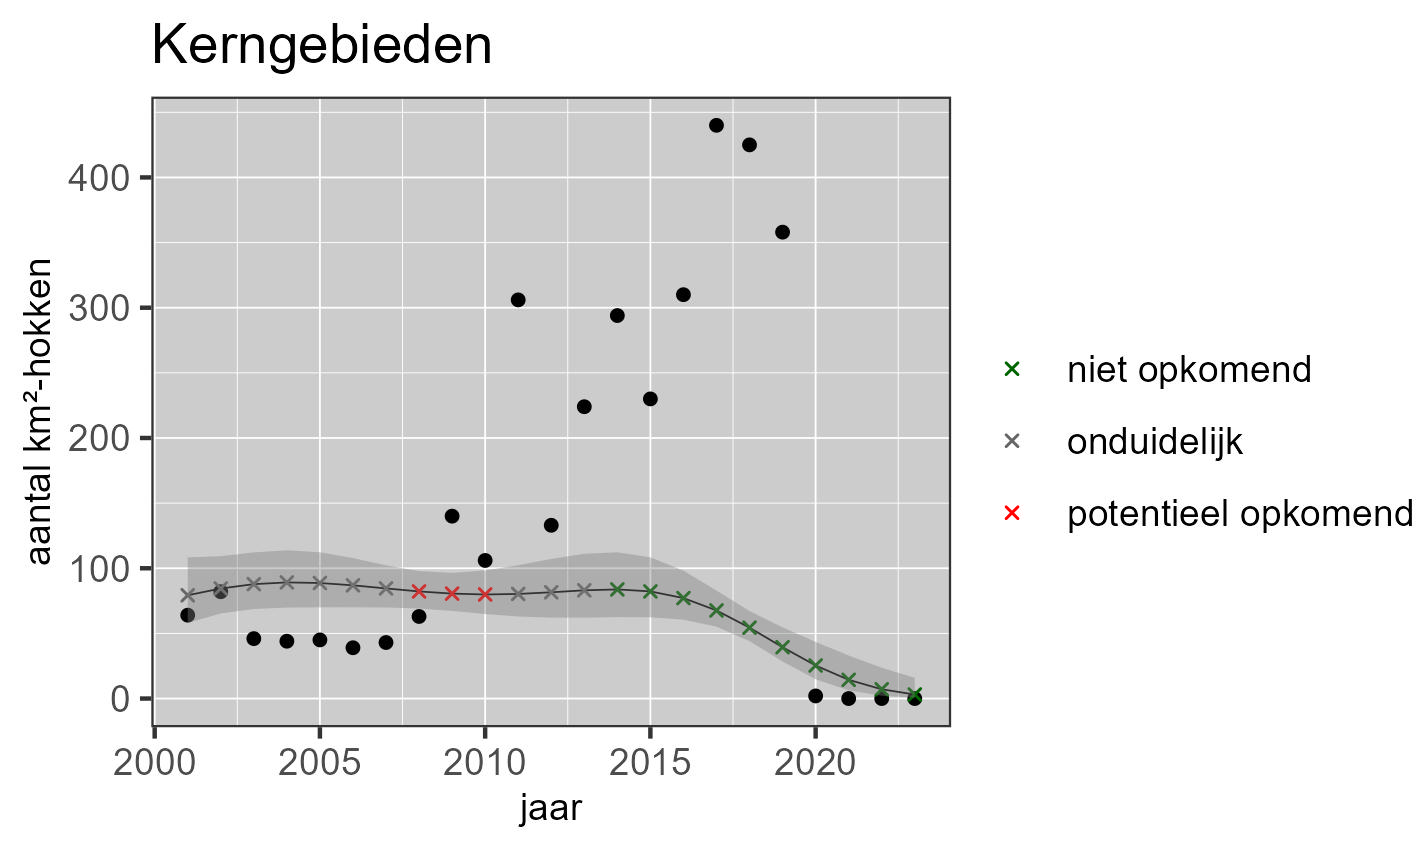 Kerngebieden
400
300
200
100
0
aantal km²-hokken
2000 2005 2010 2015 2020
jaar
niet opkomend
onduidelijk
potentieel opkomend